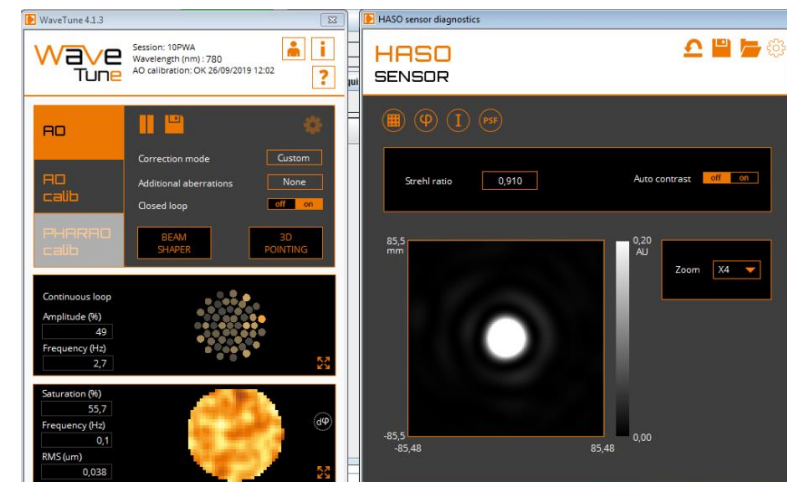 WaveTune 4.1.3
Wave
Tune
Session: 10PWA
Wavelength (nm) : 780
AO calibration: OK 26/09/2019 12:02
i
?
AO
AO
calib
PHARAO
calib
Correction mode
Custom
Additional aberrations
None
Closed loop
off on
BEAM
SHAPER
3D
POINTING
Continuous loop
Amplitude (%)
49
Frequency (Hz)
2,7
Saturation (%)
55,7
Frequency (Hz)
0,1
RMS (um)
0,038
dφ
qui
HASO sensor diagnostics
HASO
SENSOR
φ
I
PSF
Strehl ratio
0,910
Auto contrast
off on
85,5
mm
-85,5
-85,48
85,48
0,20
AU
0,00
Zoom
X4